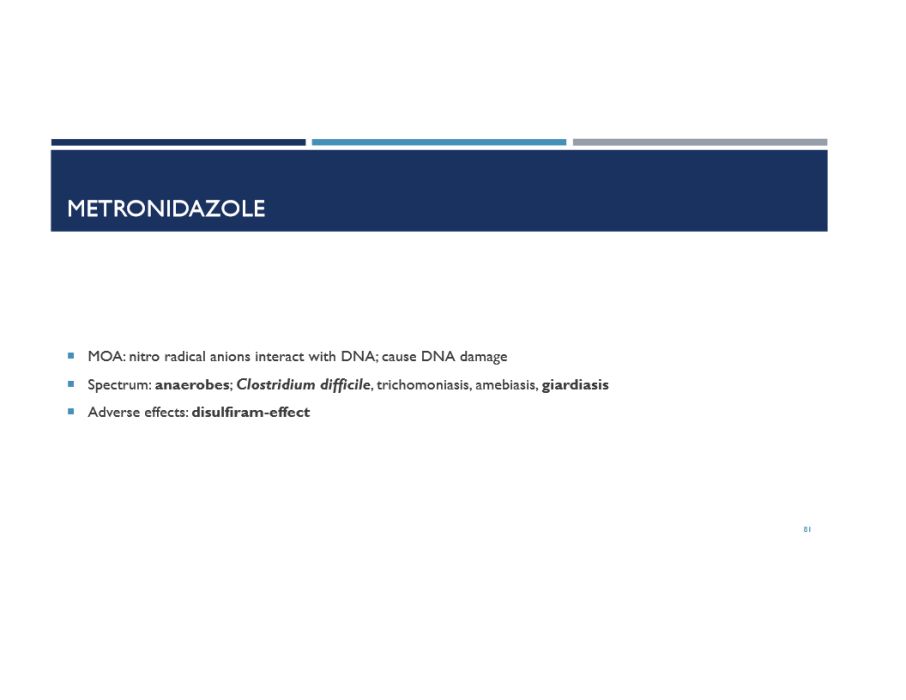 METRONIDAZOLE
MOA: nitro radical anions interact with DNA; cause DNA damage
Spectrum: anaerobes; Clostridium difficile, trichomoniasis, amebiasis, giardiasis
Adverse effects: disulfiram-effect
81